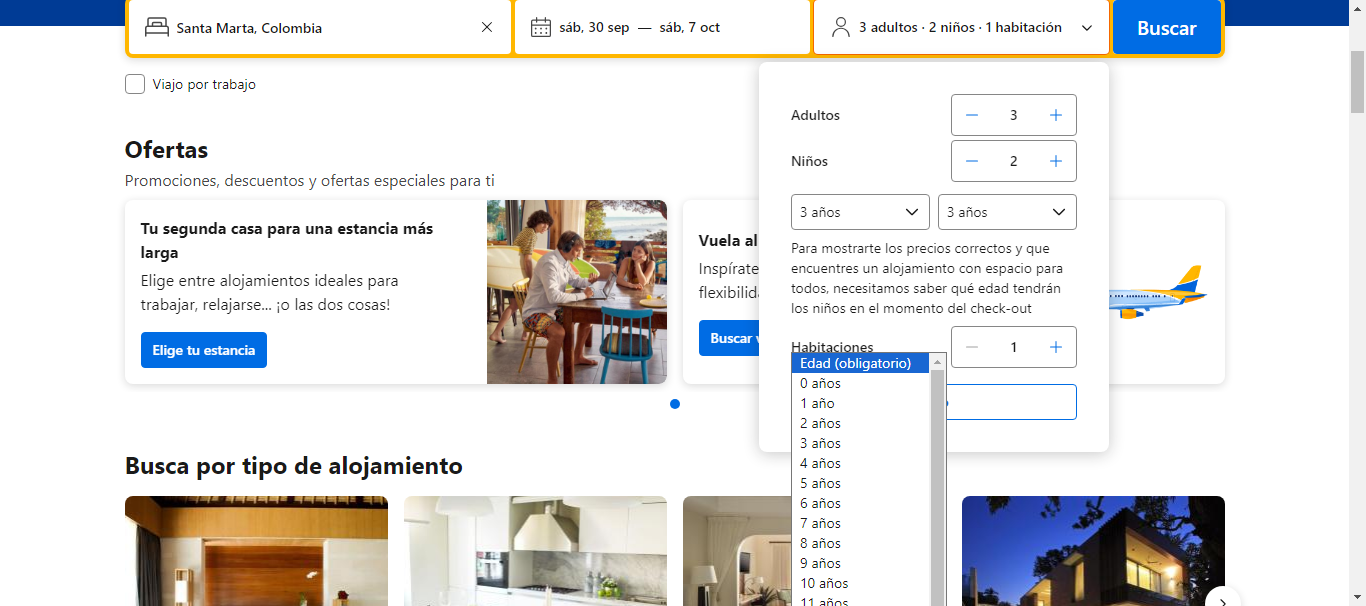 Santa Marta, Colombia
sáb, 30 sep — sáb, 7 oct
3 adultos · 2 niños · 1 habitación
Buscar
Viajo por trabajo
Adultos
3
Niños
2
3 años
3 años
Para mostrarte los precios correctos y que
encuentres un alojamiento con espacio para
todos, necesitamos saber qué edad tendrán
los niños en el momento del check-out
Habitaciones
1
Edad (obligatorio)
0 años
1 año
2 años
3 años
4 años
5 años
6 años
7 años
8 años
9 años
10 años
11 años
Ofertas
Promociones, descuentos y ofertas especiales para ti
Tu segunda casa para una estancia más
larga
Elige entre alojamientos ideales para
trabajar, relajarse... ¡o las dos cosas!
Elige tu estancia
Vuela al
Inspírate
Buscar
Busca por tipo de alojamiento